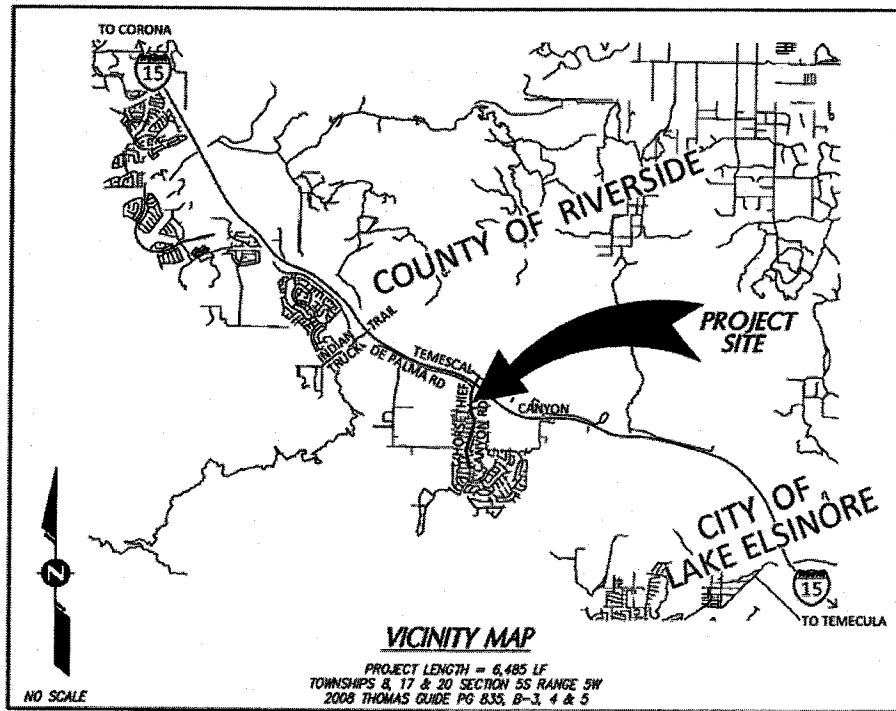 TO CORONA
15
COUNTY OF RIVERSIDE
PROJECT
SITE
INDIAN
TRUCK
TRAIL
DE PALMA RD
TEMESCAL
CANYON
HORSETHIEF
CANYON RD
CITY OF
LAKE ELSINORE
15
TO TEMECULA
N
NO SCALE
VICINITY MAP
PROJECT LENGTH = 6,485 LF
TOWNSHIPS 8, 17 & 20 SECTION 5S RANGE 5W
2008 THOMAS GUIDE PG 835, B-3, 4 & 5